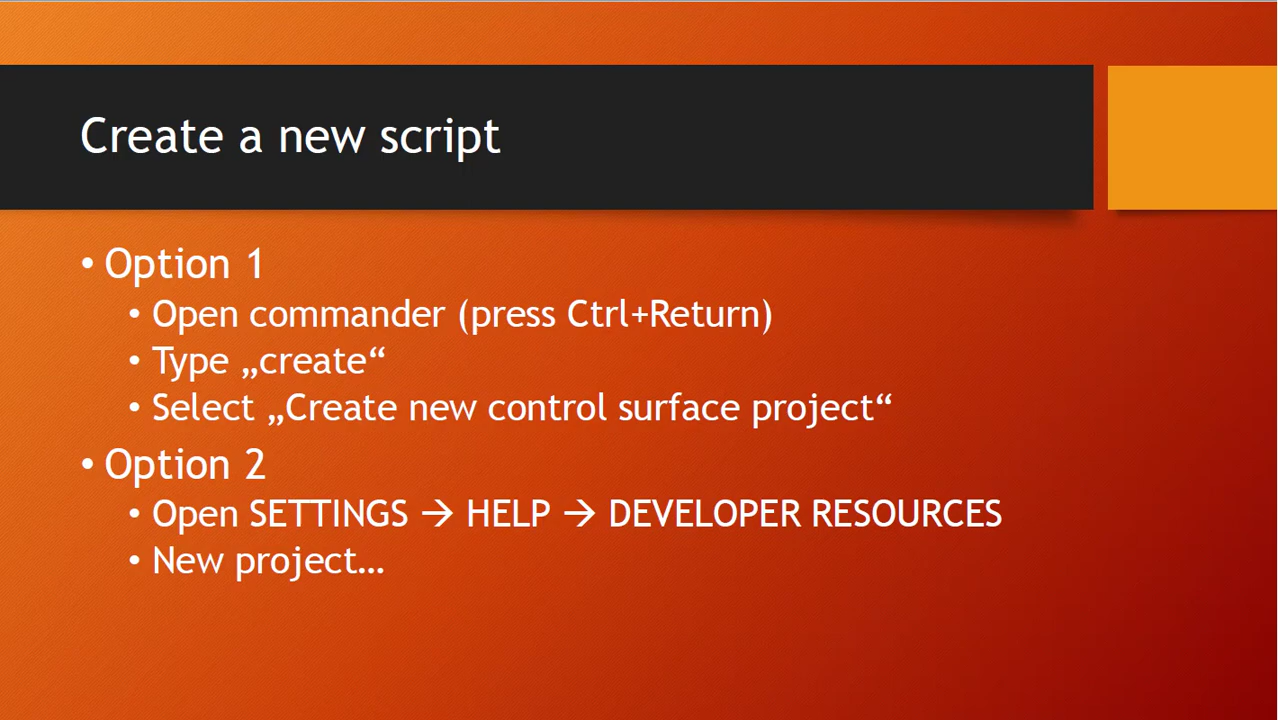 Create a new script
• Option 1
• Open commander (press Ctrl+Return)
• Type „create“
• Select „Create new control surface project“
• Option 2
• Open SETTINGS → HELP → DEVELOPER RESOURCES
• New project…